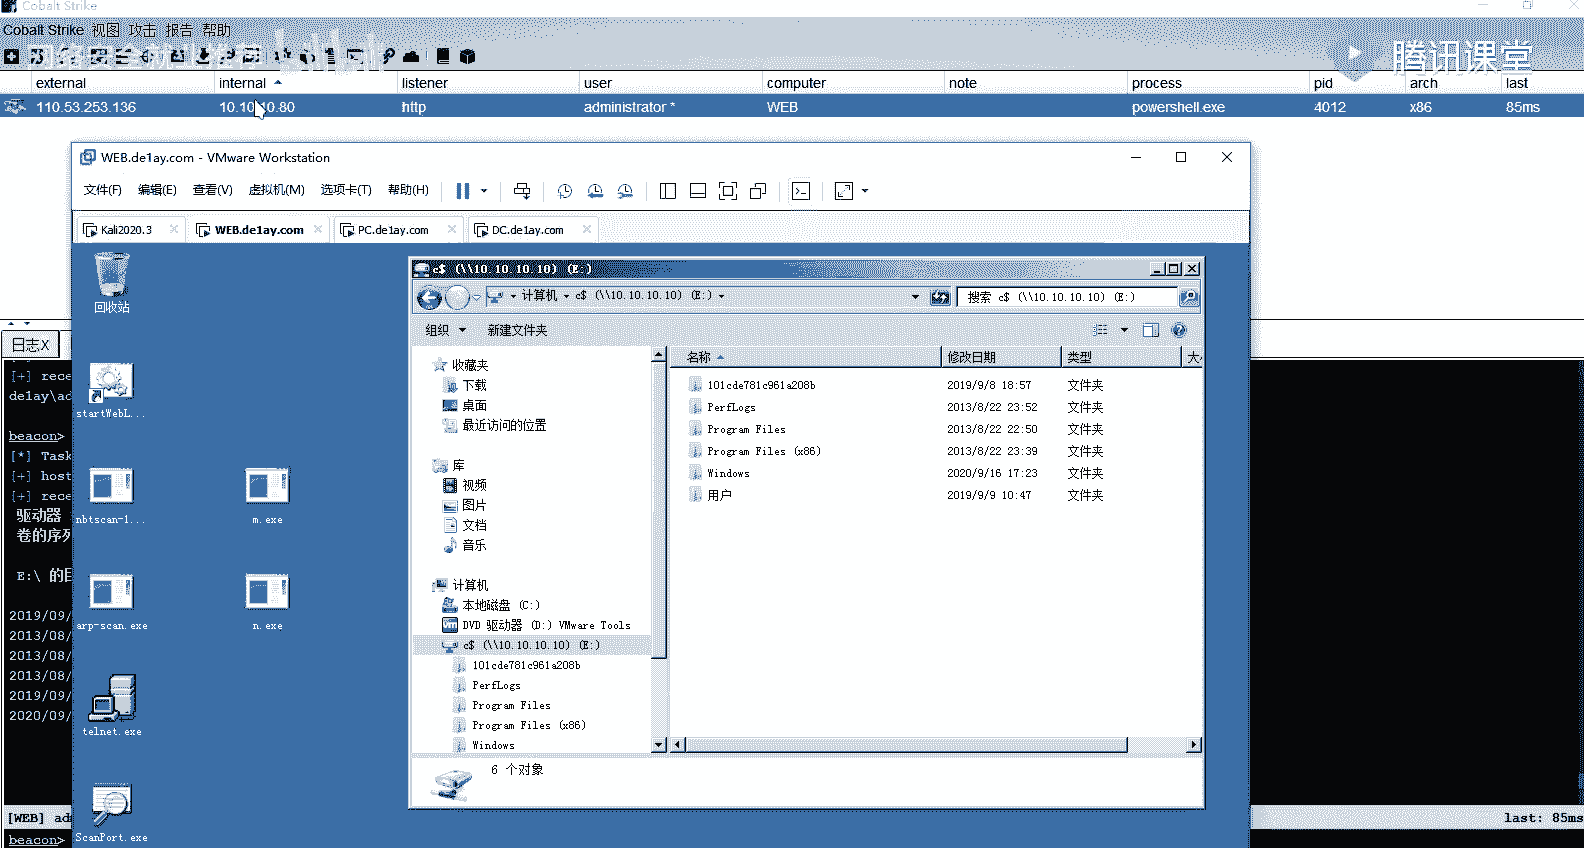 Cobalt Strike
Cobalt Strike 视图 攻击 报告 帮助
腾讯课堂
external internal listener user computer note process pid arch last
110.53.253.136 10.10.10.80 http administrator * WEB powershell.exe 4012 x86 85ms
WEB.de1ay.com - VMware Workstation
文件(F) 编辑(E) 查看(V) 虚拟机(M) 选项卡(T) 帮助(H)
Kali2020.3 WEB.de1ay.com PC.de1ay.com DC.de1ay.com
回收站
startWebL...
nbtscan-1...
m.exe
arp-scan.exe
n.exe
telnet.exe
ScanPort.exe
c$ (\\10.10.10.10) (E:)
计算机 c$ (\\10.10.10.10) (E:)
搜索 c$ (\\10.10.10.10) (E:)
组织 新建文件夹
收藏夹
下载
桌面
最近访问的位置
库
视频
图片
文档
音乐
计算机
本地磁盘 (C:)
DVD 驱动器 (D:) VMware Tools
c$ (\\10.10.10.10) (E:)
101cde781c961a208b
PerfLogs
Program Files
Program Files (x86)
Windows
名称 修改日期 类型 大
101cde781c961a208b 2019/9/8 18:57 文件夹
PerfLogs 2013/8/22 23:52 文件夹
Program Files 2013/8/22 22:50 文件夹
Program Files (x86) 2013/8/22 23:39 文件夹
Windows 2020/9/16 17:23 文件夹
用户 2019/9/9 10:47 文件夹
6 个对象
日志X
[+] rece
de1ay\ad
beacon>
[*] Task
[+] host
[+] rece
驱动器
卷的序列
E:\ 的目
2019/09/
2013/08/
2013/08/
2013/08/
2019/09/
2020/09/
[WEB] ad
last: 85ms
beacon>